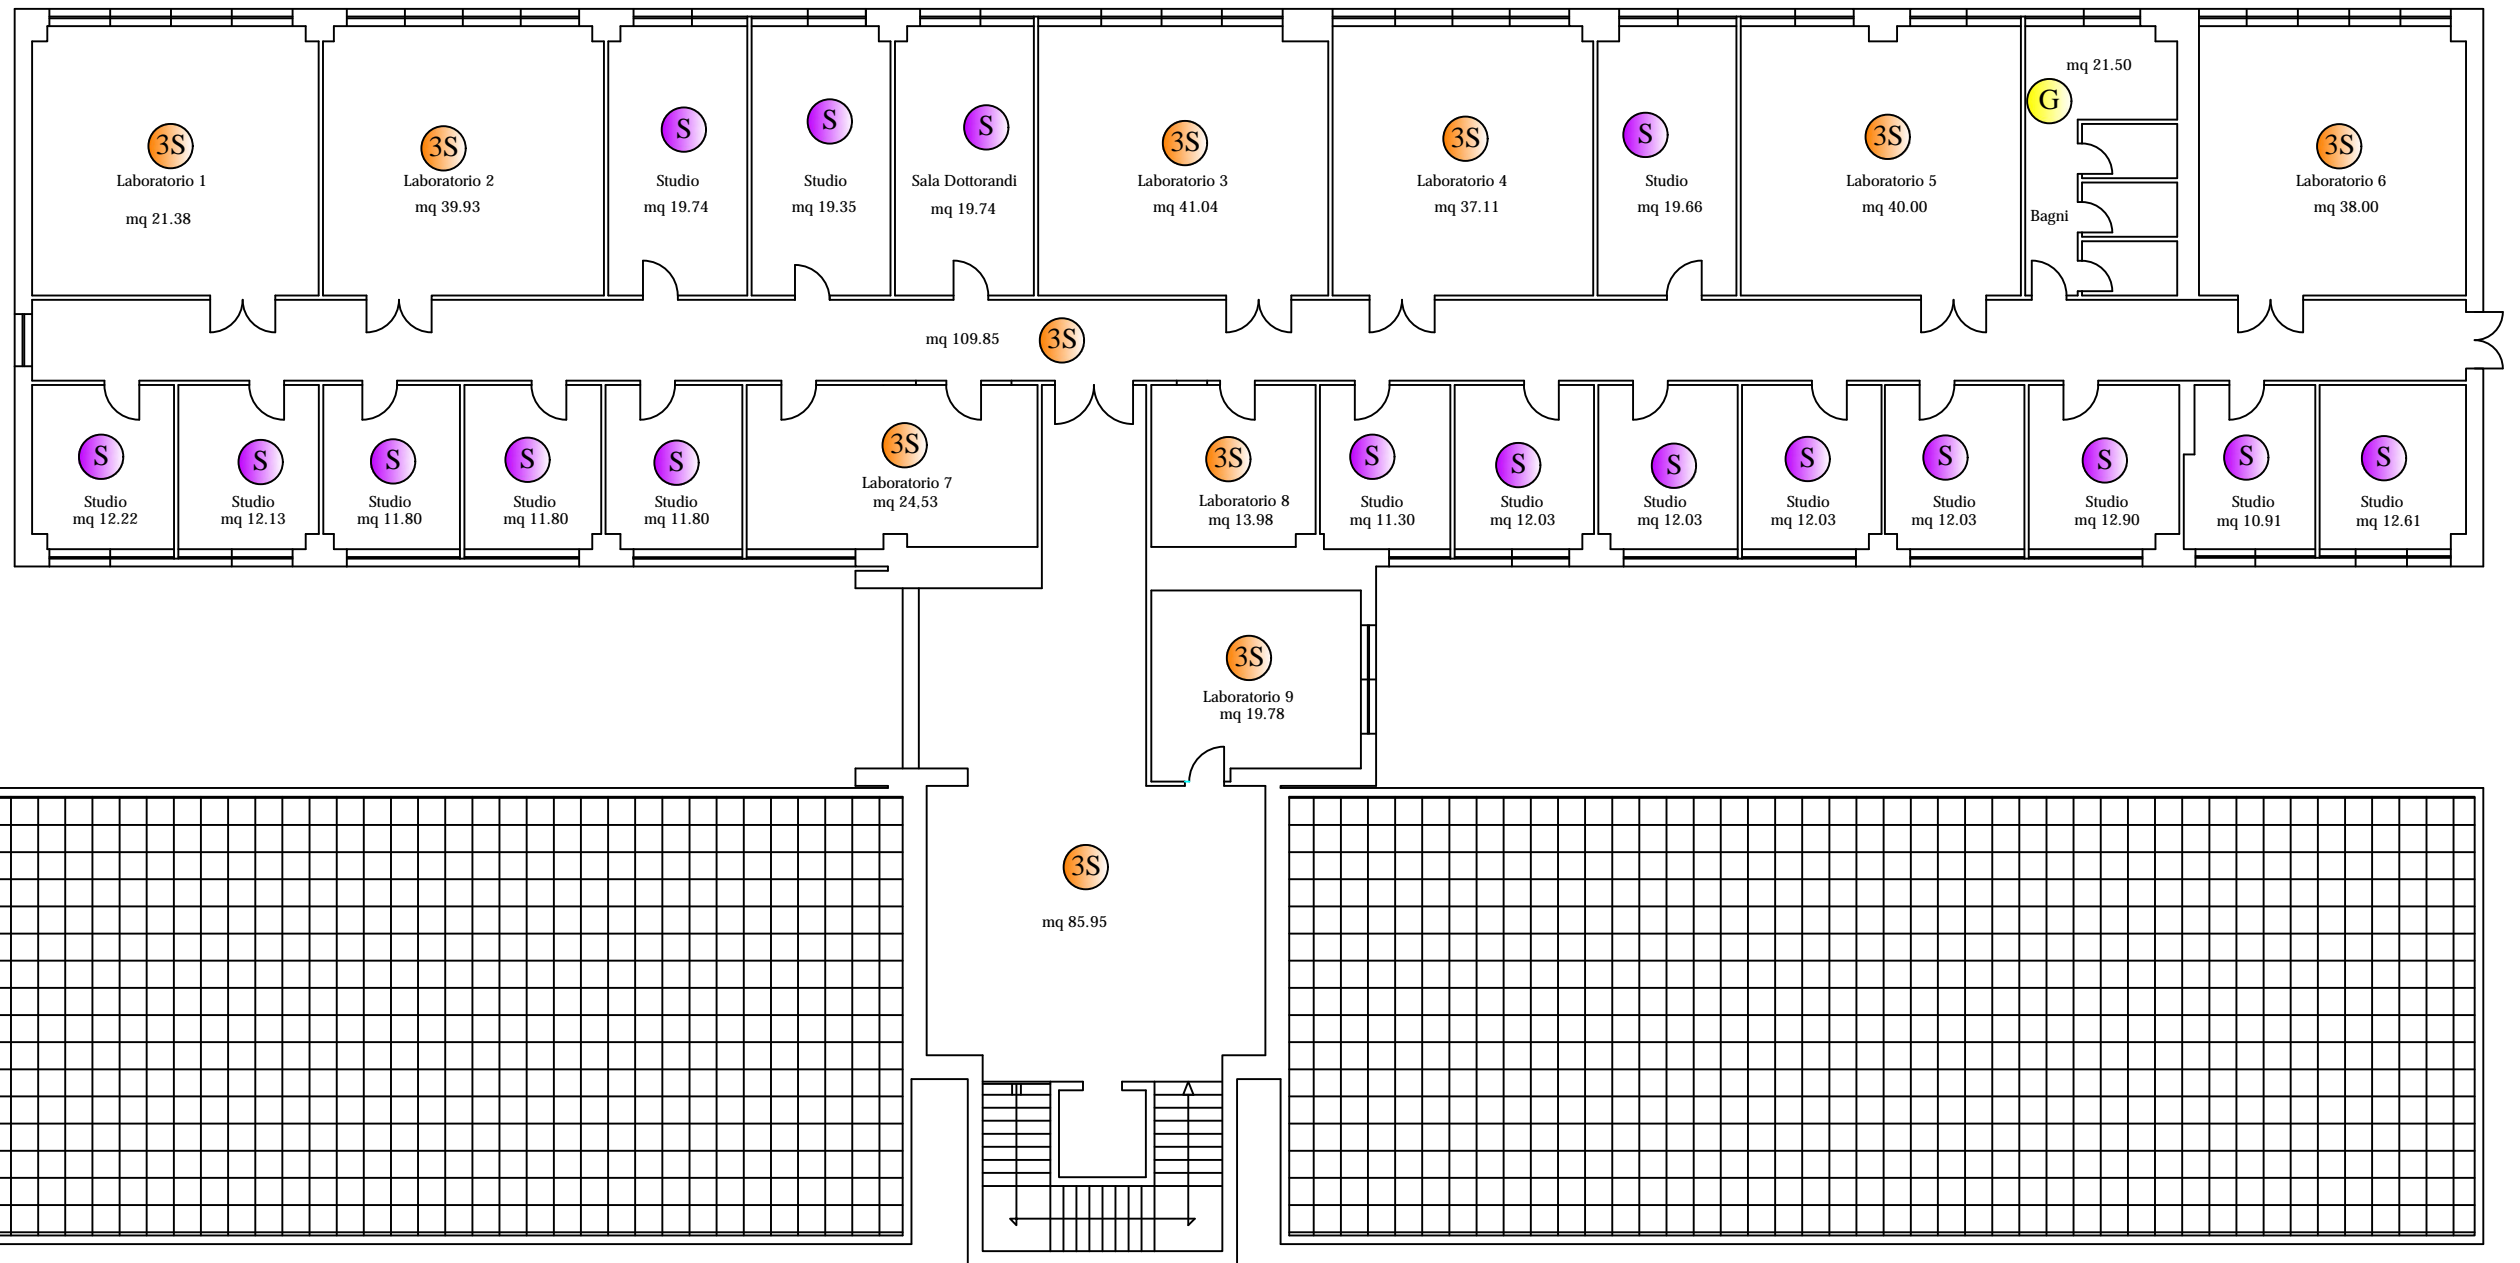 3S
Laboratorio 1
mq 21.38
3S
Laboratorio 2
mq 39.93
S
Studio
mq 19.74
S
Studio
mq 19.35
S
Sala Dottorandi
mq 19.74
3S
Laboratorio 3
mq 41.04
3S
Laboratorio 4
mq 37.11
S
Studio
mq 19.66
3S
Laboratorio 5
mq 40.00
mq 21.50
G
Bagni
3S
Laboratorio 6
mq 38.00
mq 109.85
3S
S
Studio
mq 12.22
S
Studio
mq 12.13
S
Studio
mq 11.80
S
Studio
mq 11.80
S
Studio
mq 11.80
3S
Laboratorio 7
mq 24,53
3S
Laboratorio 8
mq 13.98
S
Studio
mq 11.30
S
Studio
mq 12.03
S
Studio
mq 12.03
S
Studio
mq 12.03
S
Studio
mq 12.03
S
Studio
mq 12.90
S
Studio
mq 10.91
S
Studio
mq 12.61
3S
Laboratorio 9
mq 19.78
3S
mq 85.95